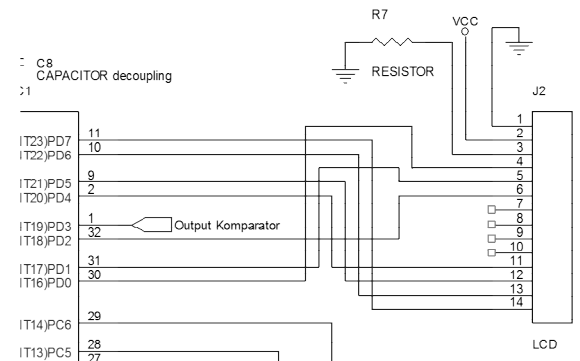 R7
VCC
C8
CAPACITOR decoupling
RESISTOR
J2
C1
1
2
3
4
5
6
7
8
9
10
11
12
13
14
LCD
IT23)PD7 11
IT22)PD6 10
IT21)PD5 9
IT20)PD4 2
IT19)PD3 1
Output Komparator
IT18)PD2 32
IT17)PD1 31
IT16)PD0 30
IT14)PC6 29
IT13)PC5 28
27